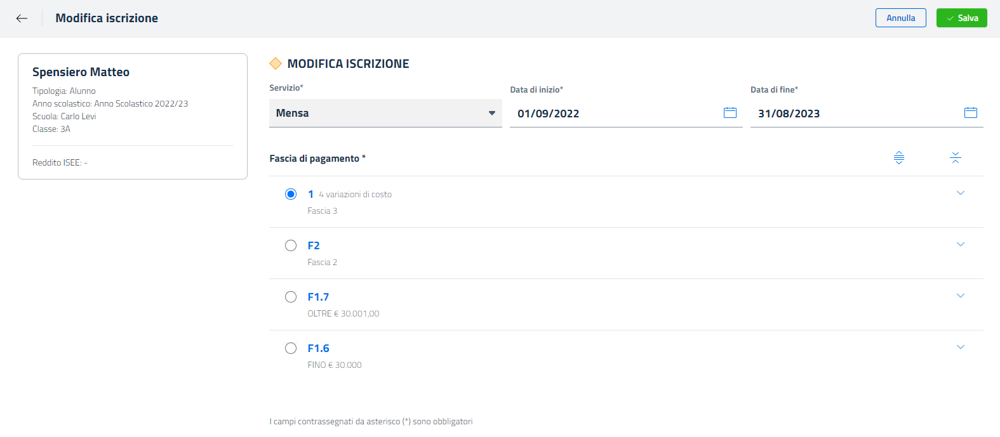 Modifica iscrizione
Annulla
Salva
Spensiero Matteo
Tipologia: Alunno
Anno scolastico: Anno Scolastico 2022/23
Scuola: Carlo Levi
Classe: 3A
Reddito ISEE: -
MODIFICA ISCRIZIONE
Servizio*
Mensa
Data di inizio*
01/09/2022
Data di fine*
31/08/2023
Fascia di pagamento *
1 4 variazioni di costo
Fascia 3
F2
Fascia 2
F1.7
OLTRE € 30.001,00
F1.6
FINO € 30.000
I campi contrassegnati da asterisco (*) sono obbligatori